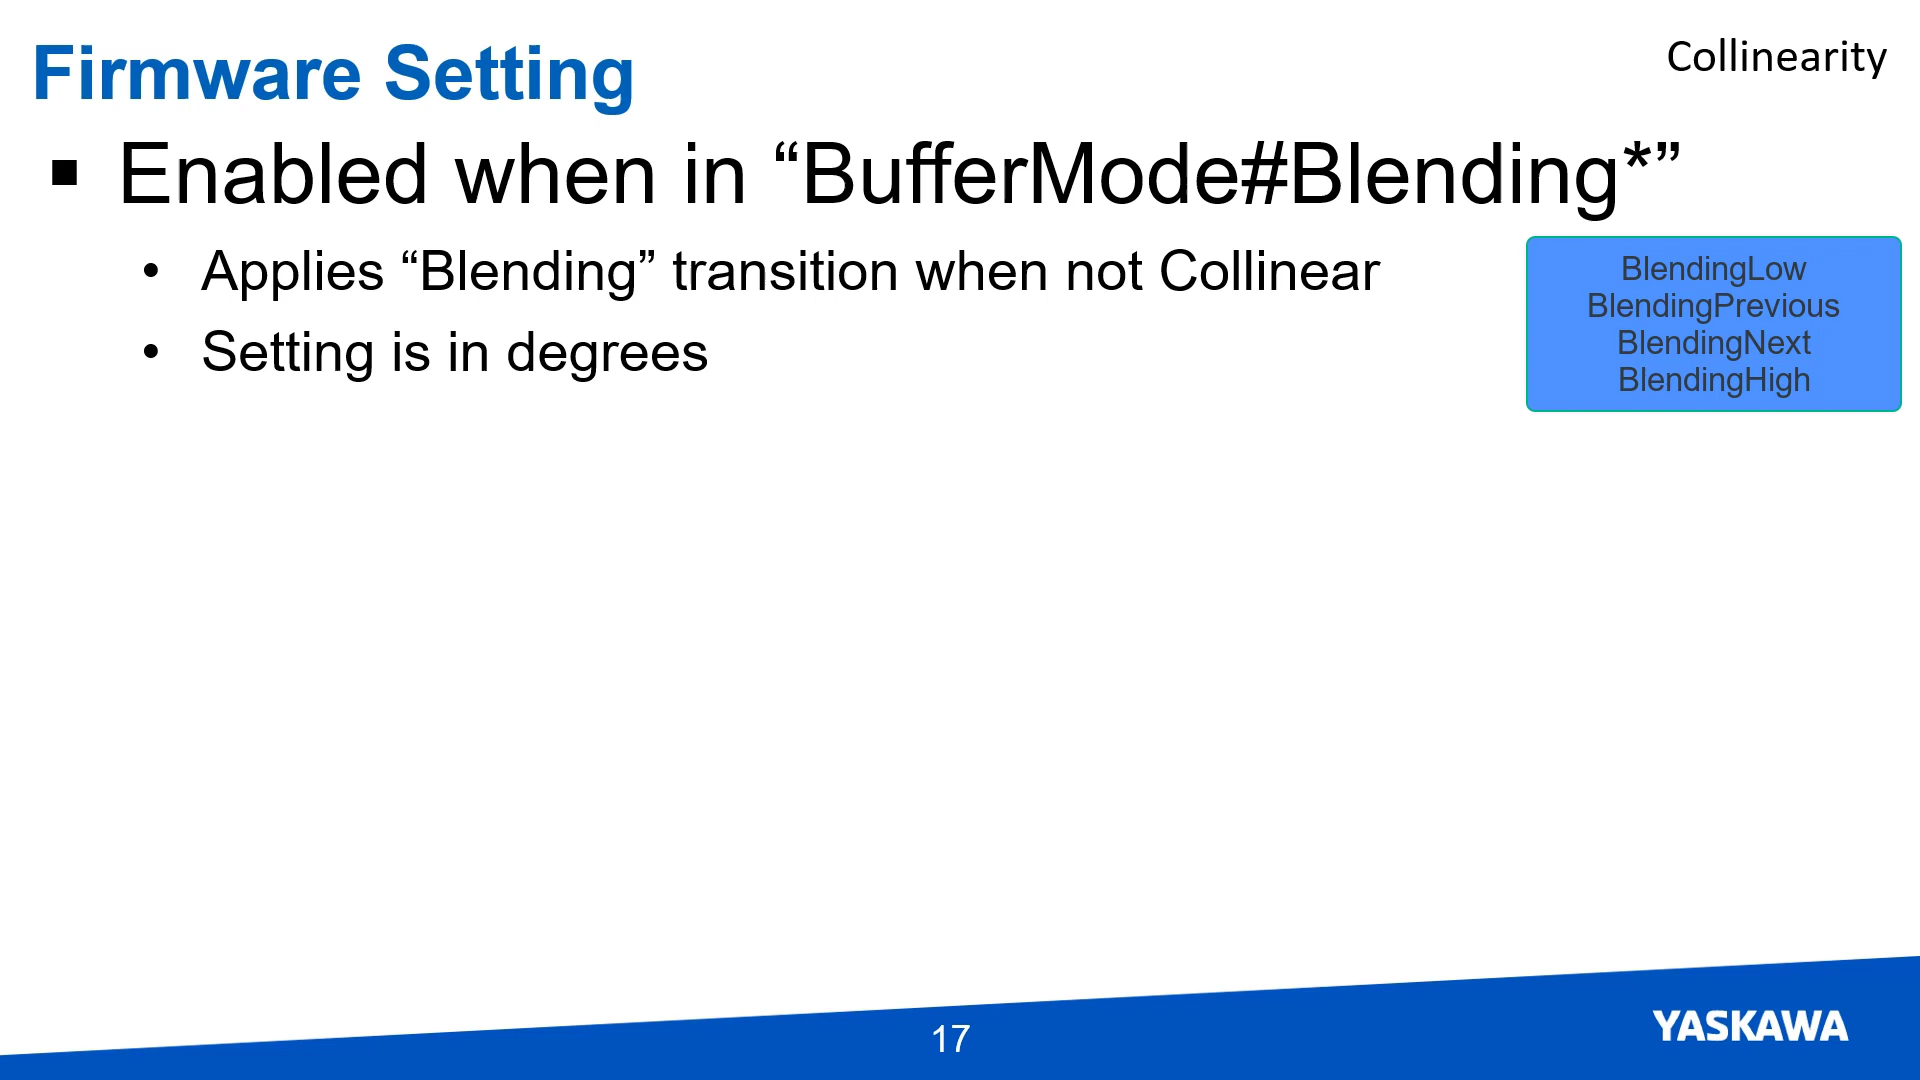 Firmware Setting
Collinearity
▪ Enabled when in “BufferMode#Blending*”
• Applies “Blending” transition when not Collinear
• Setting is in degrees
BlendingLow
BlendingPrevious
BlendingNext
BlendingHigh
17
YASKAWA